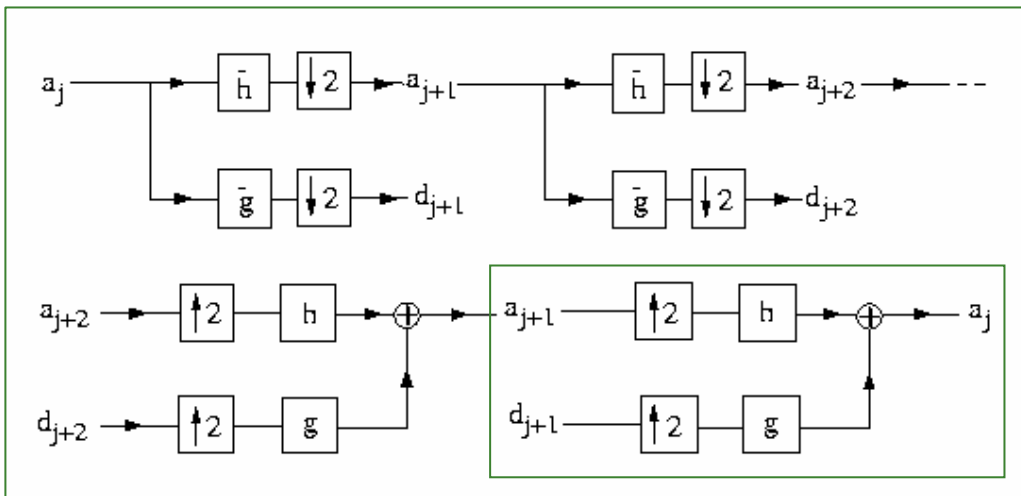 a_j h̄ ↓2 a_{j+1} h̄ ↓2 a_{j+2} --
ḡ ↓2 d_{j+1} ḡ ↓2 d_{j+2}
a_{j+2} ↑2 h + a_{j+1} ↑2 h + a_j
d_{j+2} ↑2 g d_{j+1} ↑2 g